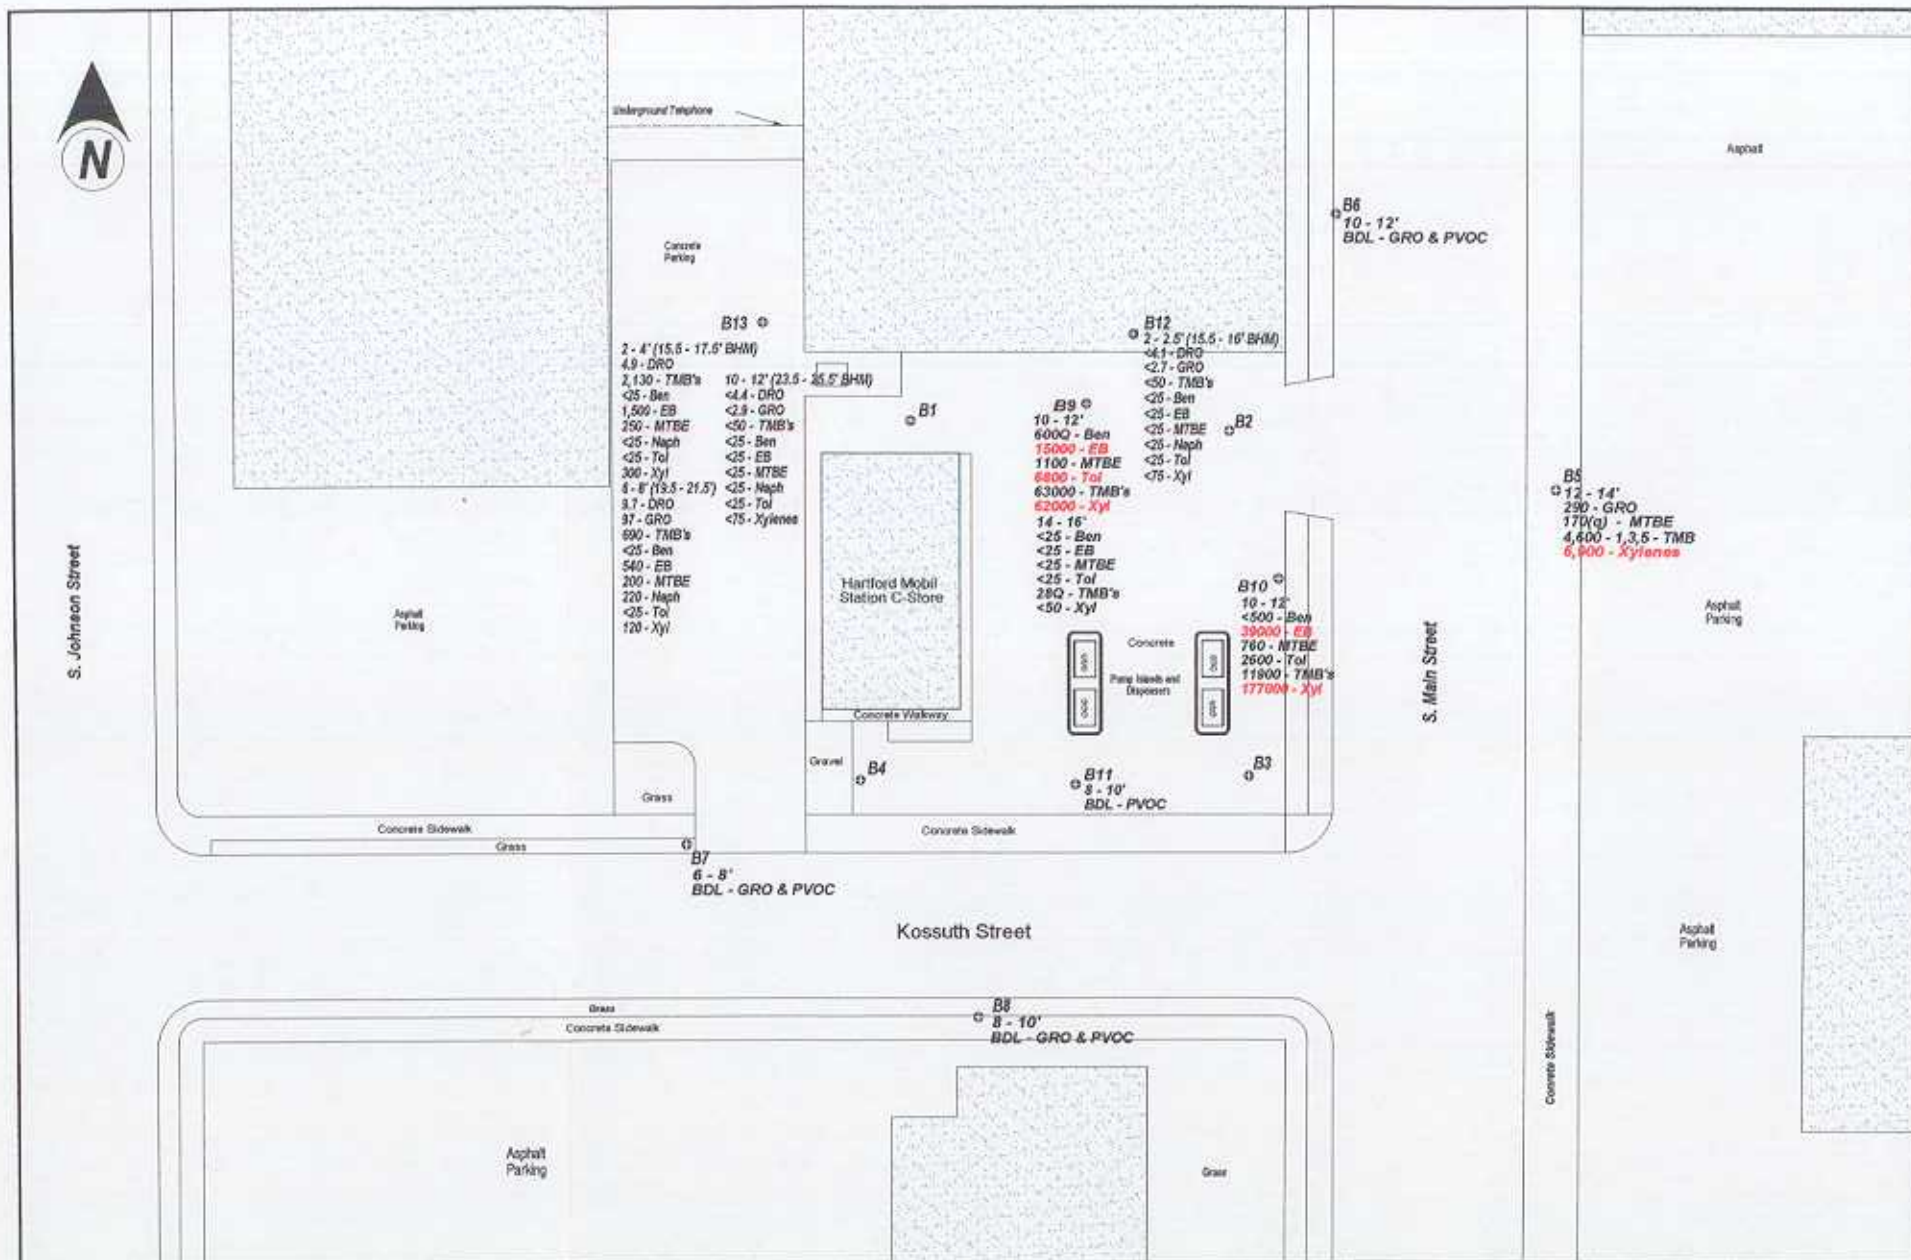 N
Underground Telephone
Asphalt
B6
10 - 12'
BDL - GRO & PVOC
Concrete
Parking
B13
2 - 4' (15.5 - 17.5' BHM)
4.9 - DRO
2,130 - TMB's
<25 - Ben
1,500 - EB
250 - MTBE
<25 - Naph
<25 - Tol
300 - Xyl
6 - 8' (19.5 - 21.5')
9.7 - DRO
97 - GRO
690 - TMB's
<25 - Ben
540 - EB
200 - MTBE
220 - Naph
<25 - Tol
120 - Xyl
10 - 12' (23.5 - 25.5' BHM)
<4.4 - DRO
<2.9 - GRO
<50 - TMB's
<25 - Ben
<25 - EB
<25 - MTBE
<25 - Naph
<25 - Tol
<75 - Xylenes
B12
2 - 2.5' (15.5 - 16' BHM)
<4.1 - DRO
<2.7 - GRO
<50 - TMB's
<25 - Ben
<25 - EB
<25 - MTBE
<25 - Naph
<25 - Tol
<75 - Xyl
B1
B9
10 - 12'
600Q - Ben
15000 - EB
1100 - MTBE
6800 - Tol
63000 - TMB's
62000 - Xyl
14 - 16'
<25 - Ben
<25 - EB
<25 - MTBE
<25 - Tol
28Q - TMB's
<50 - Xyl
B2
B5
12 - 14'
290 - GRO
170(q) - MTBE
4,600 - 1,3,5 - TMB
6,900 - Xylenes
Hartford Mobil
Station C-Store
B10
10 - 12'
<500 - Ben
39000 - EB
760 - MTBE
2600 - Tol
11900 - TMB's
177000 - Xyl
S. Johnson Street
Asphalt
Parking
Concrete
Pump Islands and
Dispensers
S. Main Street
Asphalt
Parking
Concrete Walkway
Gravel
B4
B11
8 - 10'
BDL - PVOC
B3
Grass
Concrete Sidewalk
Grass
Concrete Sidewalk
B7
6 - 8'
BDL - GRO & PVOC
Kossuth Street
Asphalt
Parking
Grass
Concrete Sidewalk
B8
8 - 10'
BDL - GRO & PVOC
Concrete Sidewalk
Asphalt
Parking
Grass